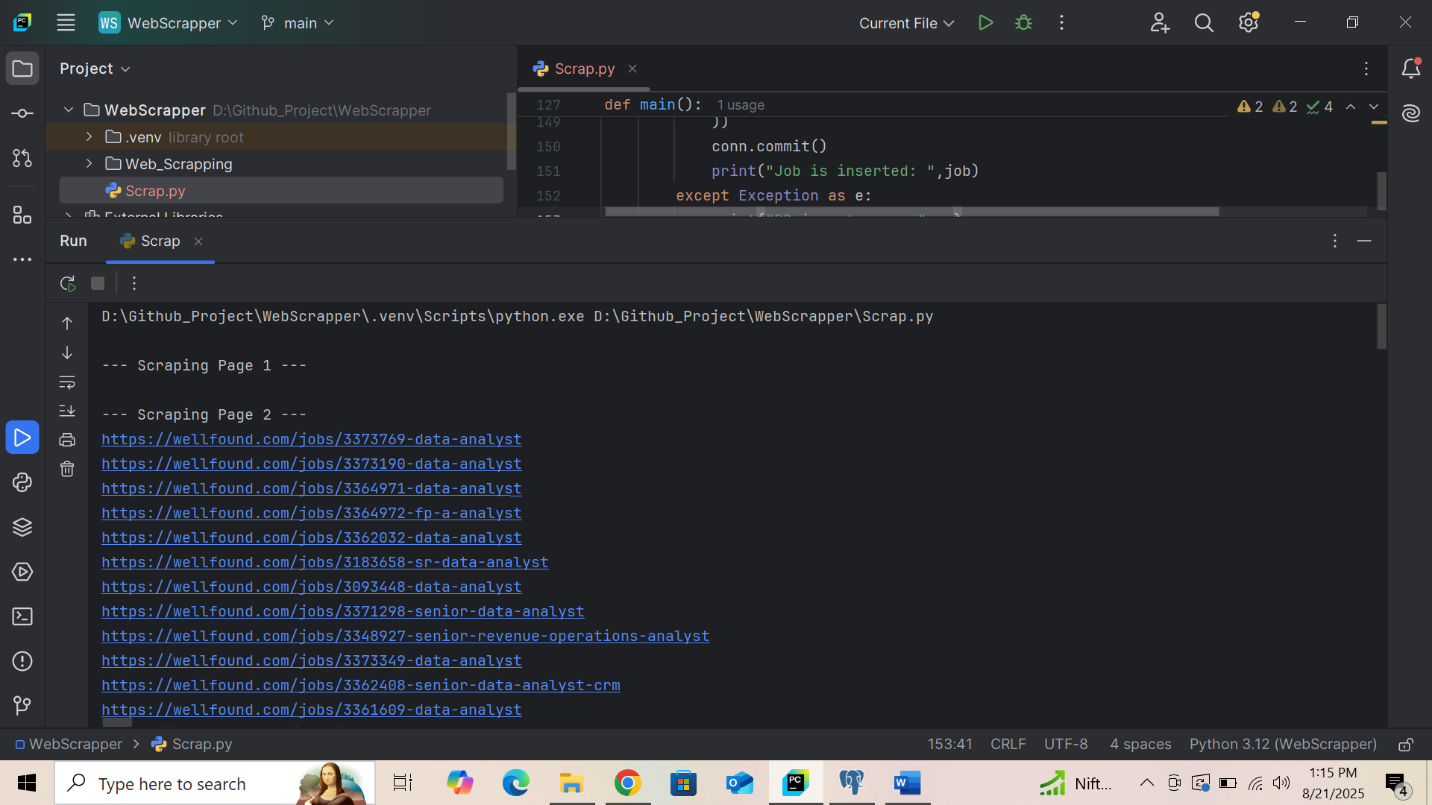 WS WebScrapper main Current File
Project
Scrap.py
WebScrapper D:\Github_Project\WebScrapper
.venv library root
Web_Scrapping
Scrap.py
127 def main(): 1 usage
2 2 4
149 ))
150 conn.commit()
151 print("Job is inserted: ",job)
152 except Exception as e:
Run Scrap
D:\Github_Project\WebScrapper\.venv\Scripts\python.exe D:\Github_Project\WebScrapper\Scrap.py
--- Scraping Page 1 ---
--- Scraping Page 2 ---
https://wellfound.com/jobs/3373769-data-analyst
https://wellfound.com/jobs/3373190-data-analyst
https://wellfound.com/jobs/3364971-data-analyst
https://wellfound.com/jobs/3364972-fp-a-analyst
https://wellfound.com/jobs/3362032-data-analyst
https://wellfound.com/jobs/3183658-sr-data-analyst
https://wellfound.com/jobs/3093448-data-analyst
https://wellfound.com/jobs/3371298-senior-data-analyst
https://wellfound.com/jobs/3348927-senior-revenue-operations-analyst
https://wellfound.com/jobs/3373349-data-analyst
https://wellfound.com/jobs/3362408-senior-data-analyst-crm
https://wellfound.com/jobs/3361609-data-analyst
WebScrapper Scrap.py 153:41 CRLF UTF-8 4 spaces Python 3.12 (WebScrapper)
Type here to search
Nift...
1:15 PM
8/21/2025
4